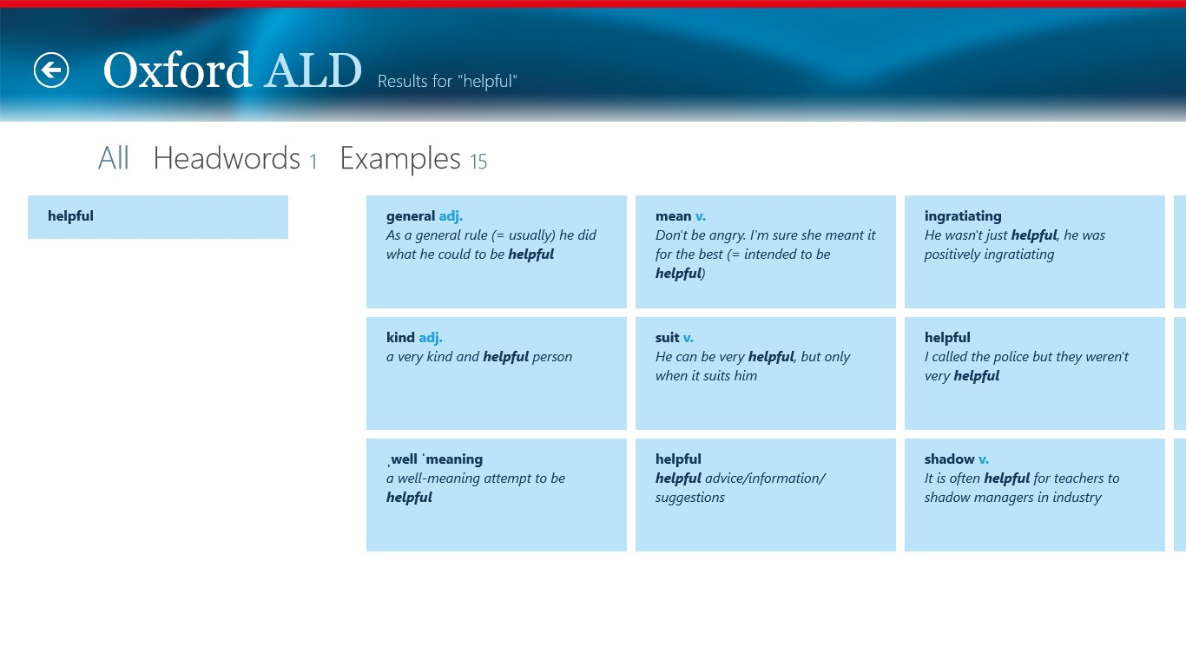 Oxford ALD Results for "helpful"
All Headwords 1 Examples 15
helpful
general adj.
As a general rule (= usually) he did
what he could to be helpful
kind adj.
a very kind and helpful person
ˌwell ˈmeaning
a well-meaning attempt to be
helpful
mean v.
Don't be angry. I'm sure she meant it
for the best (= intended to be
helpful)
suit v.
He can be very helpful, but only
when it suits him
helpful
helpful advice/information/
suggestions
ingratiating
He wasn't just helpful, he was
positively ingratiating
helpful
I called the police but they weren't
very helpful
shadow v.
It is often helpful for teachers to
shadow managers in industry